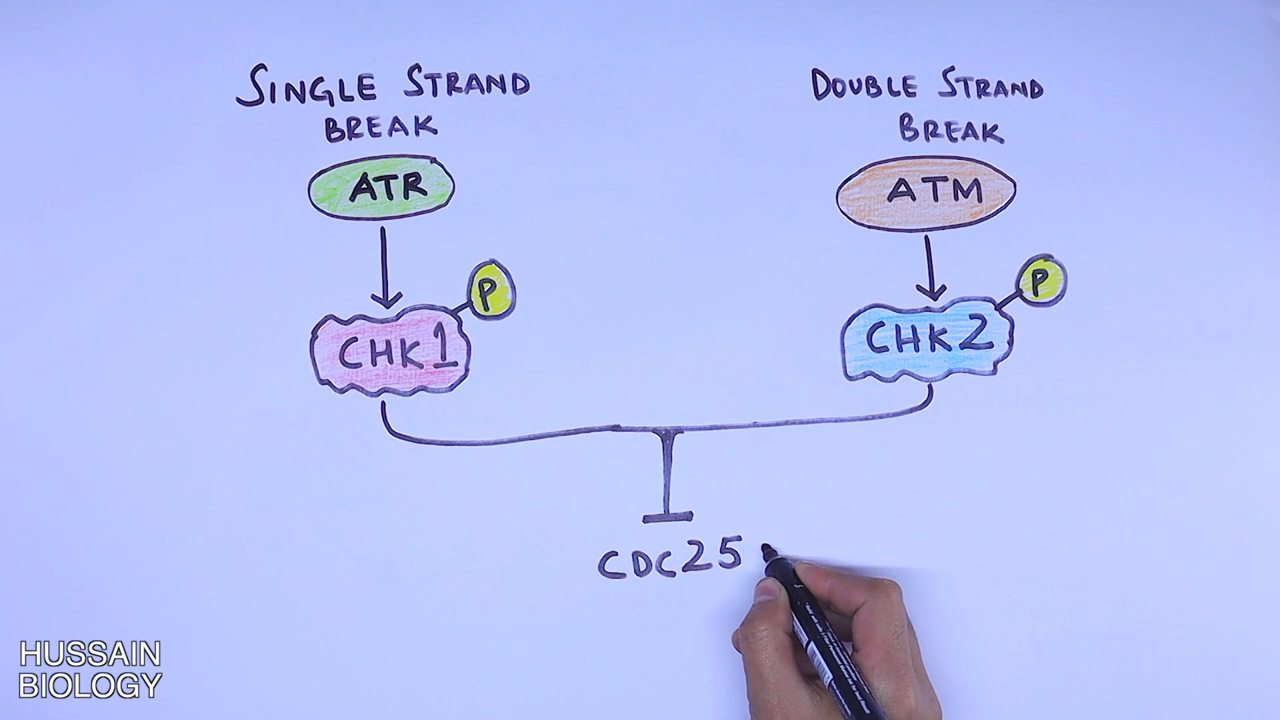 SINGLE STRAND
BREAK
ATR
P
CHK1
DOUBLE STRAND
BREAK
ATM
P
CHK2
CDC25
HUSSAIN
BIOLOGY